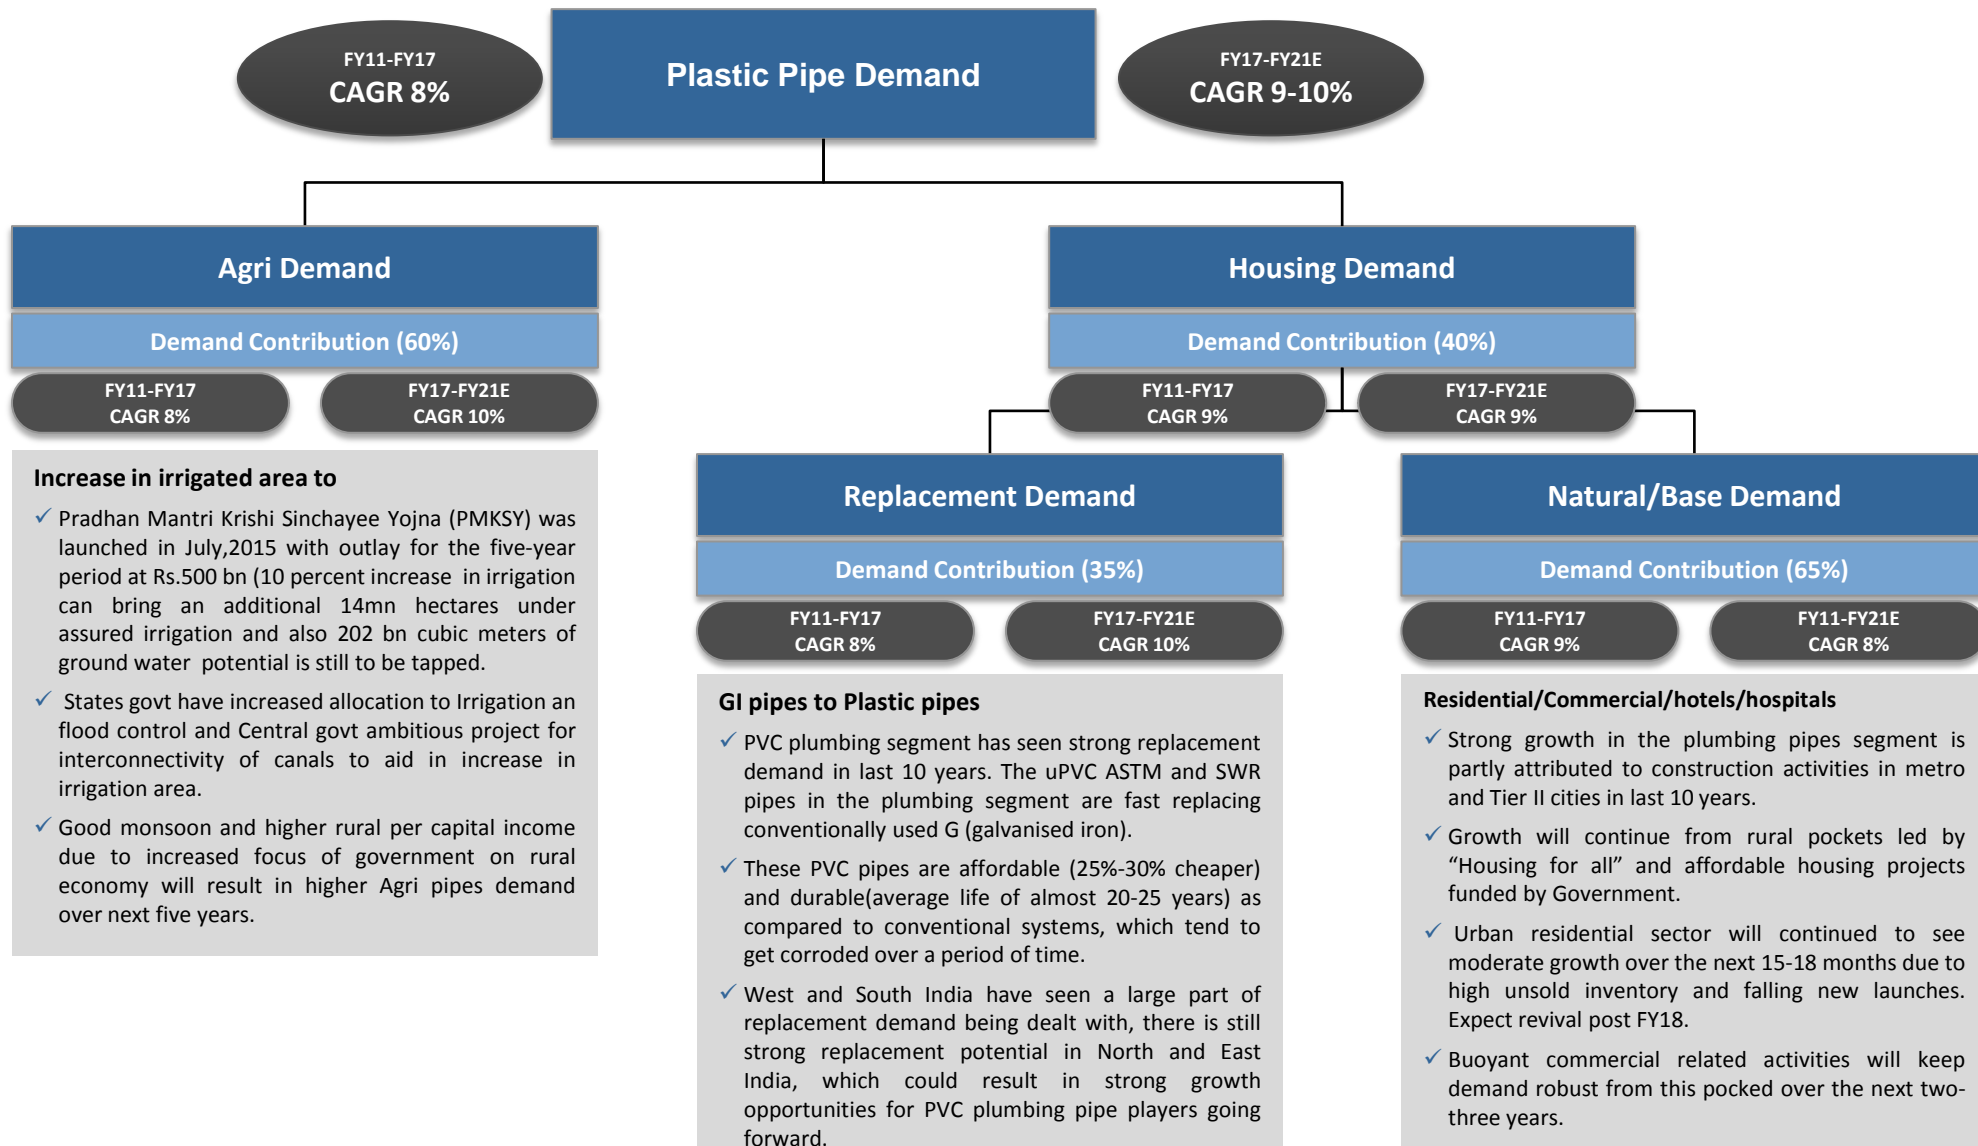 FY11-FY17
CAGR 8%
Plastic Pipe Demand
FY17-FY21E
CAGR 9-10%
Agri Demand
Demand Contribution (60%)
FY11-FY17
CAGR 8%
FY17-FY21E
CAGR 10%
Increase in irrigated area to
✓ Pradhan Mantri Krishi Sinchayee Yojna (PMKSY) was
launched in July,2015 with outlay for the five-year
period at Rs.500 bn (10 percent increase in irrigation
can bring an additional 14mn hectares under
assured irrigation and also 202 bn cubic meters of
ground water potential is still to be tapped.
✓ States govt have increased allocation to Irrigation an
flood control and Central govt ambitious project for
interconnectivity of canals to aid in increase in
irrigation area.
✓ Good monsoon and higher rural per capital income
due to increased focus of government on rural
economy will result in higher Agri pipes demand
over next five years.
Housing Demand
Demand Contribution (40%)
FY11-FY17
CAGR 9%
FY17-FY21E
CAGR 9%
Replacement Demand
Demand Contribution (35%)
FY11-FY17
CAGR 8%
FY17-FY21E
CAGR 10%
GI pipes to Plastic pipes
✓ PVC plumbing segment has seen strong replacement
demand in last 10 years. The uPVC ASTM and SWR
pipes in the plumbing segment are fast replacing
conventionally used G (galvanised iron).
✓ These PVC pipes are affordable (25%-30% cheaper)
and durable(average life of almost 20-25 years) as
compared to conventional systems, which tend to
get corroded over a period of time.
✓ West and South India have seen a large part of
replacement demand being dealt with, there is still
strong replacement potential in North and East
India, which could result in strong growth
opportunities for PVC plumbing pipe players going
forward.
Natural/Base Demand
Demand Contribution (65%)
FY11-FY17
CAGR 9%
FY11-FY21E
CAGR 8%
Residential/Commercial/hotels/hospitals
✓ Strong growth in the plumbing pipes segment is
partly attributed to construction activities in metro
and Tier II cities in last 10 years.
✓ Growth will continue from rural pockets led by
“Housing for all” and affordable housing projects
funded by Government.
✓ Urban residential sector will continued to see
moderate growth over the next 15-18 months due to
high unsold inventory and falling new launches.
Expect revival post FY18.
✓ Buoyant commercial related activities will keep
demand robust from this pocked over the next two-
three years.